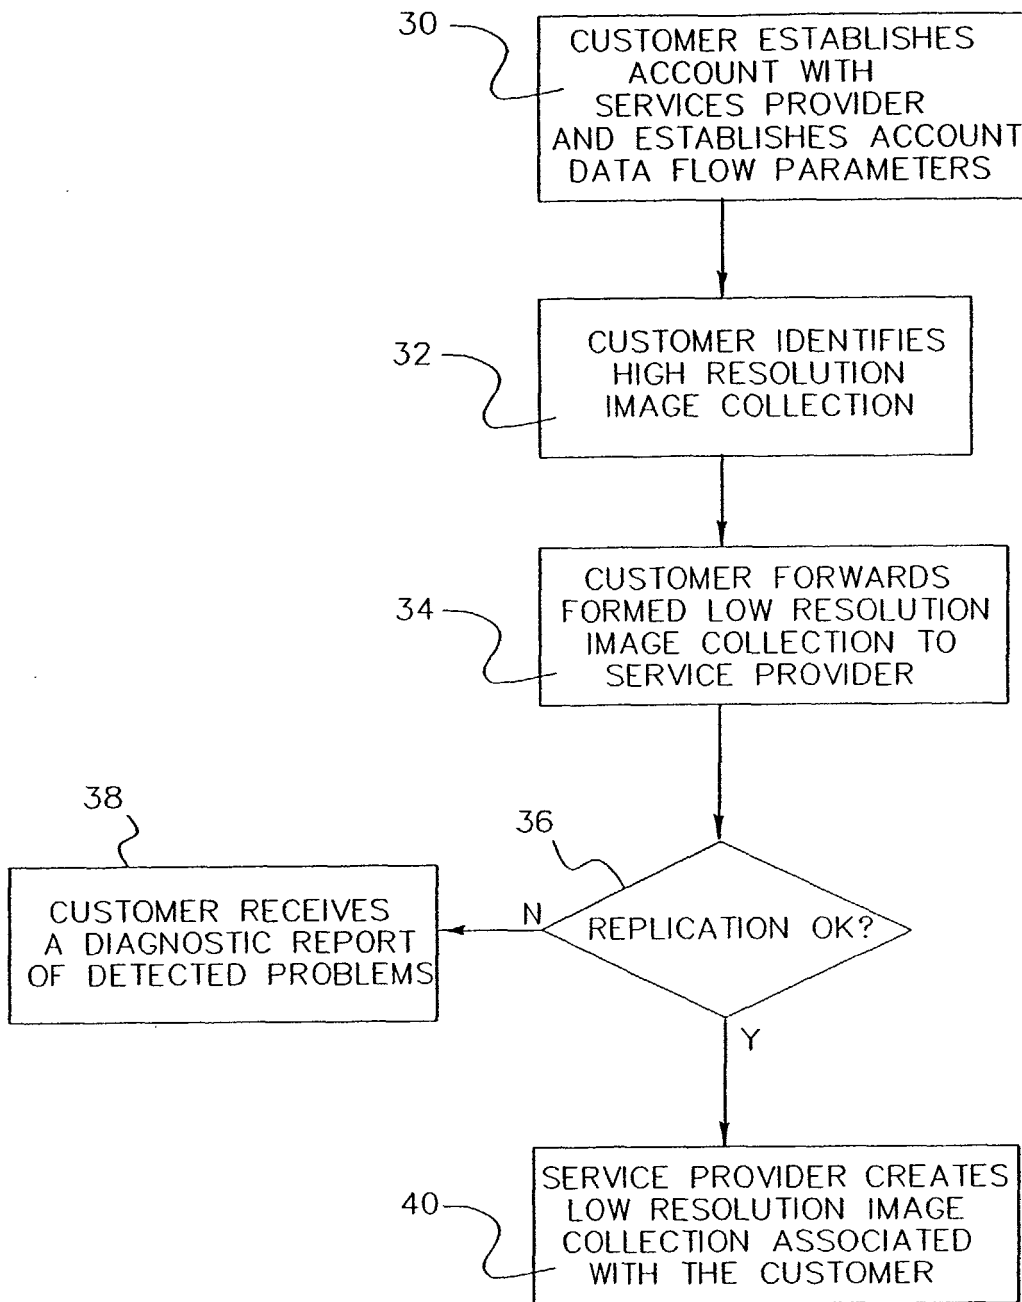 30
CUSTOMER ESTABLISHES
ACCOUNT WITH
SERVICES PROVIDER
AND ESTABLISHES ACCOUNT
DATA FLOW PARAMETERS
32
CUSTOMER IDENTIFIES
HIGH RESOLUTION
IMAGE COLLECTION
34
CUSTOMER FORWARDS
FORMED LOW RESOLUTION
IMAGE COLLECTION TO
SERVICE PROVIDER
36
REPLICATION OK?
N
38
CUSTOMER RECEIVES
A DIAGNOSTIC REPORT
OF DETECTED PROBLEMS
Y
40
SERVICE PROVIDER CREATES
LOW RESOLUTION IMAGE
COLLECTION ASSOCIATED
WITH THE CUSTOMER